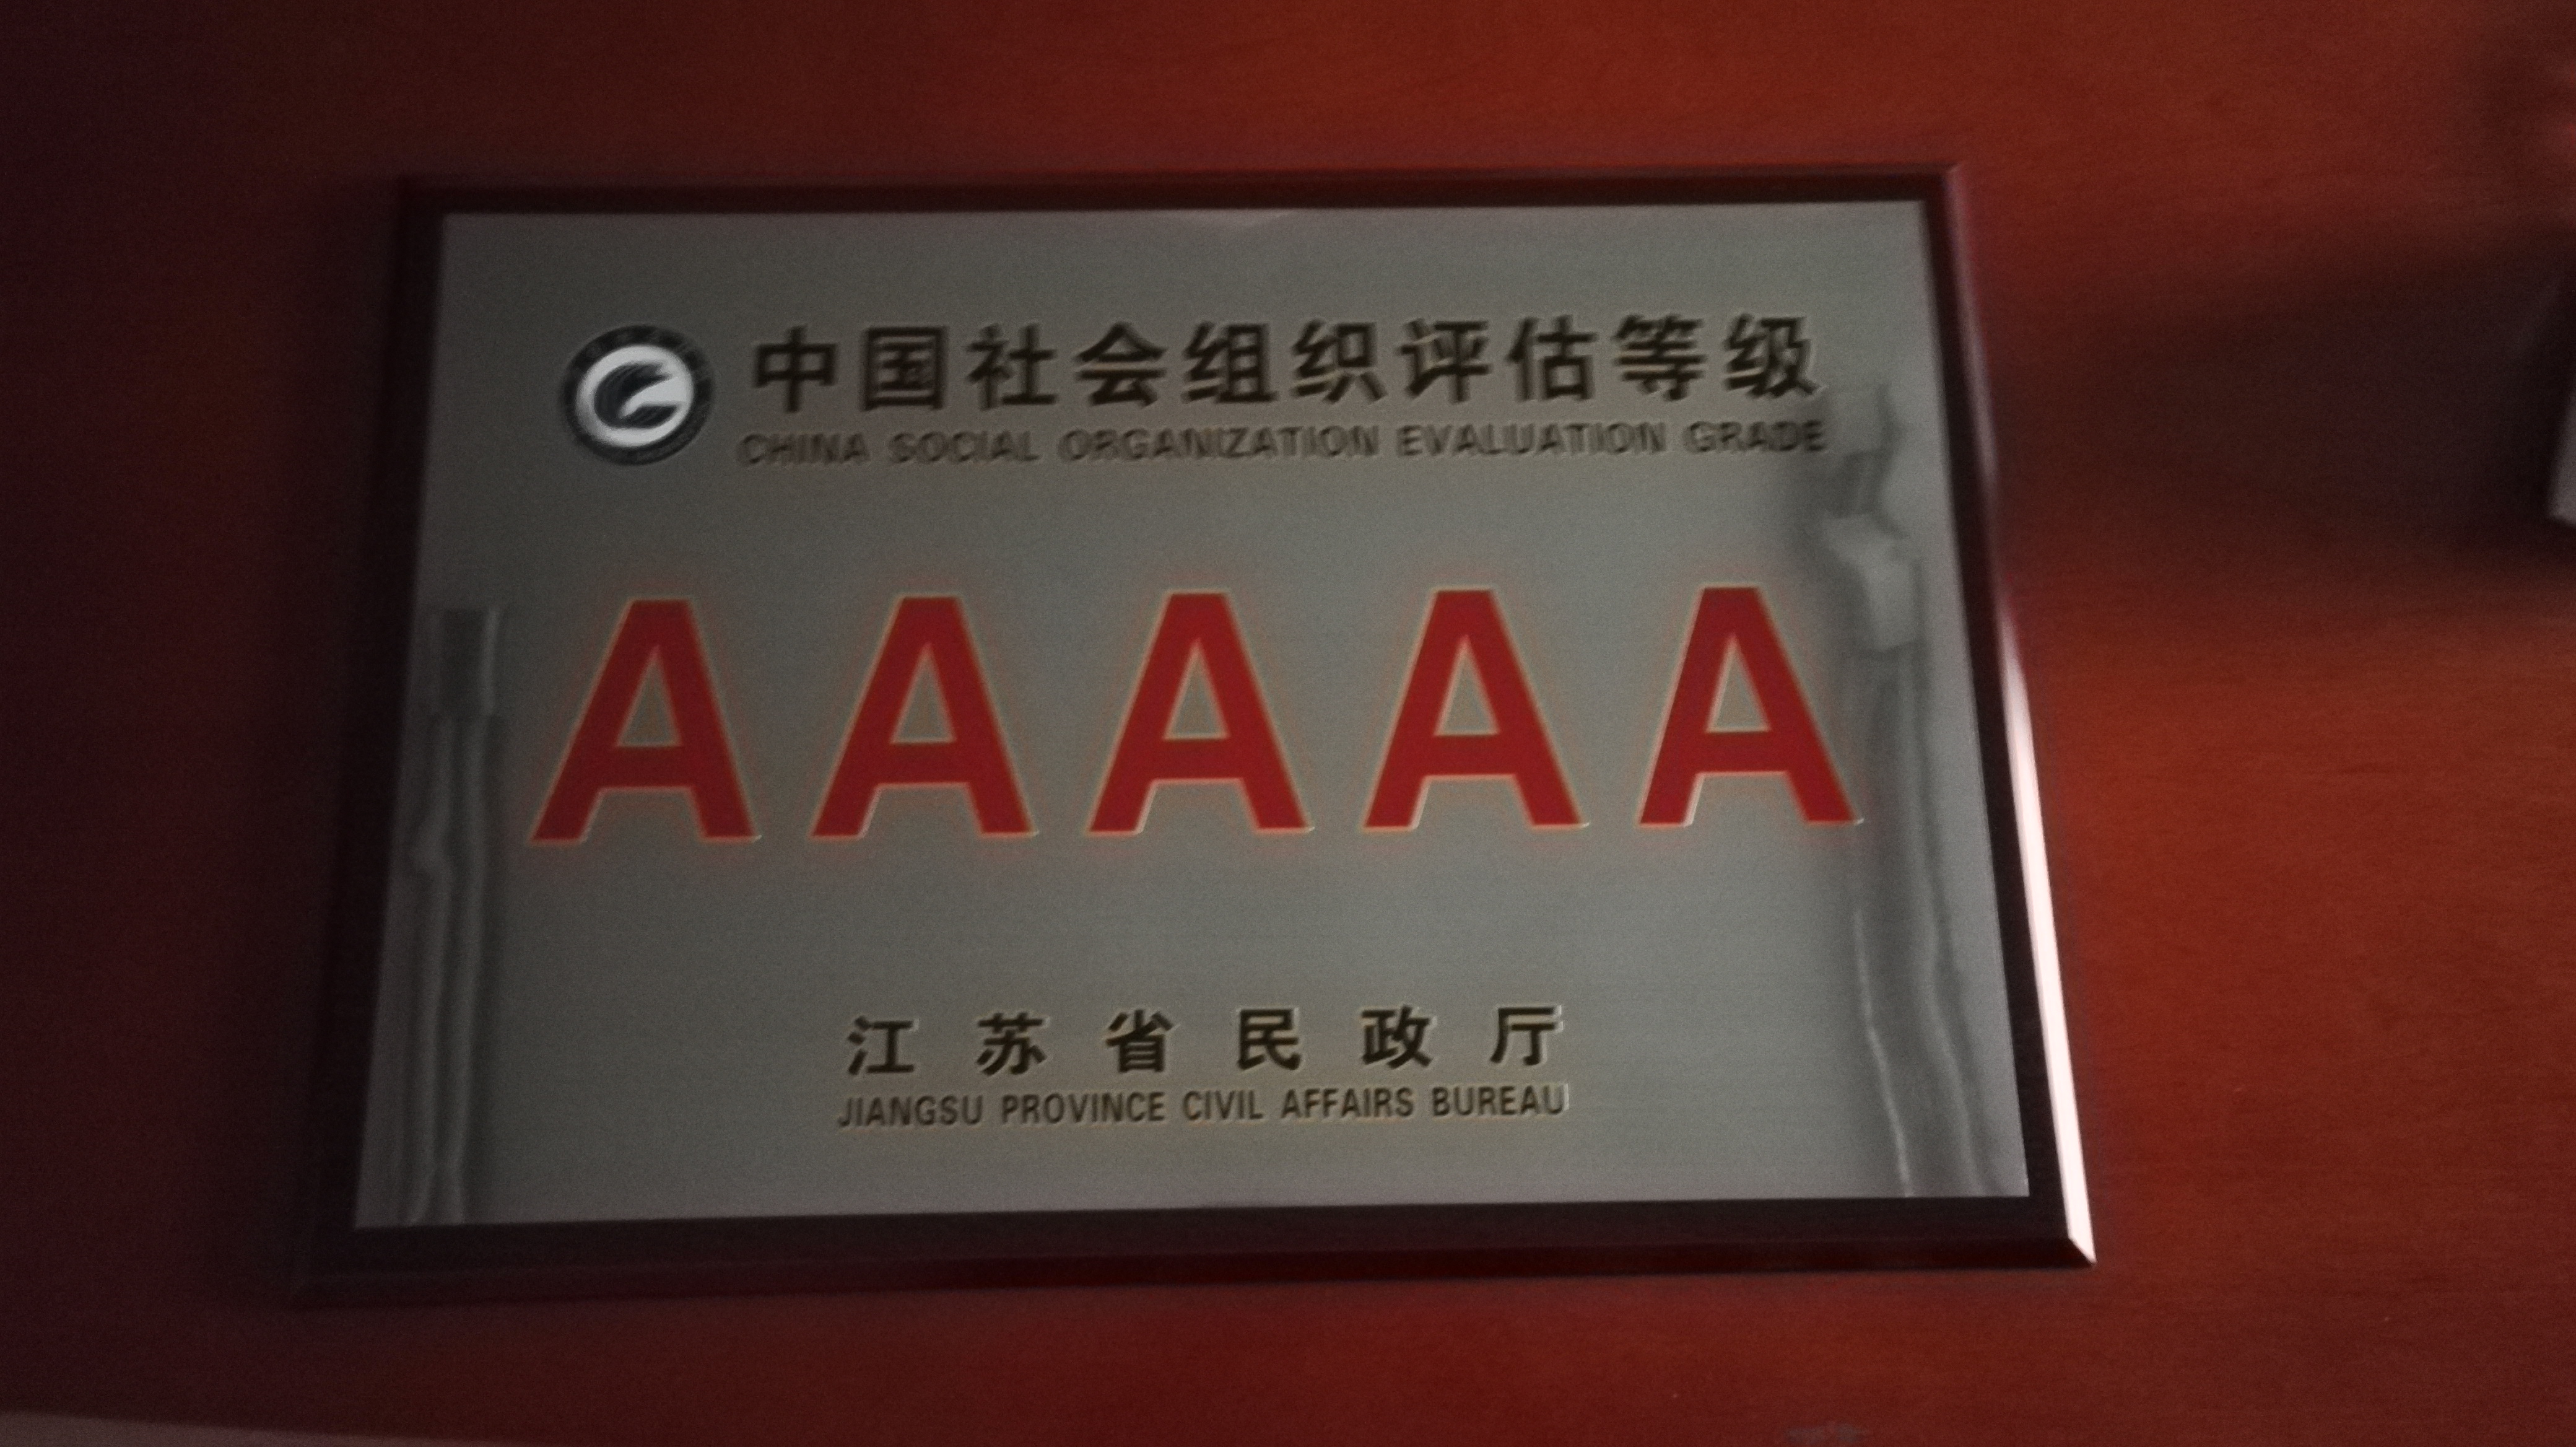 中国社会组织评估等级
CHINA SOCIAL ORGANIZATION EVALUATION GRADE
AAAAA
江苏省民政厅
JIANGSU PROVINCE CIVIL AFFAIRS BUREAU